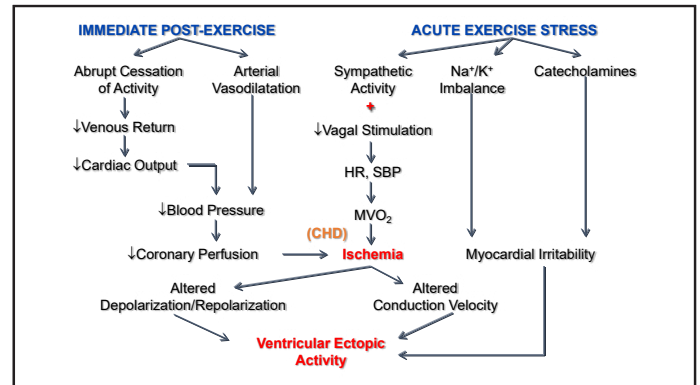 IMMEDIATE POST-EXERCISE
ACUTE EXERCISE STRESS
Abrupt Cessation
of Activity
Arterial
Vasodilatation
Sympathetic
Activity
+
Na⁺/K⁺
Imbalance
Catecholamines
↓Venous Return
↓Vagal Stimulation
↓Cardiac Output
HR, SBP
↓Blood Pressure
MVO₂
(CHD)
↓Coronary Perfusion
Ischemia
Myocardial Irritability
Altered
Depolarization/Repolarization
Altered
Conduction Velocity
Ventricular Ectopic
Activity